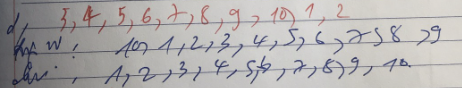 d, 3, 4, 5, 6, 7, 8, 9, 10, 1, 2
w: 10, 1, 2, 3, 4, 5, 6, 7, 8, 9
1, 2, 3, 4, 5, 6, 7, 8, 9, 10.